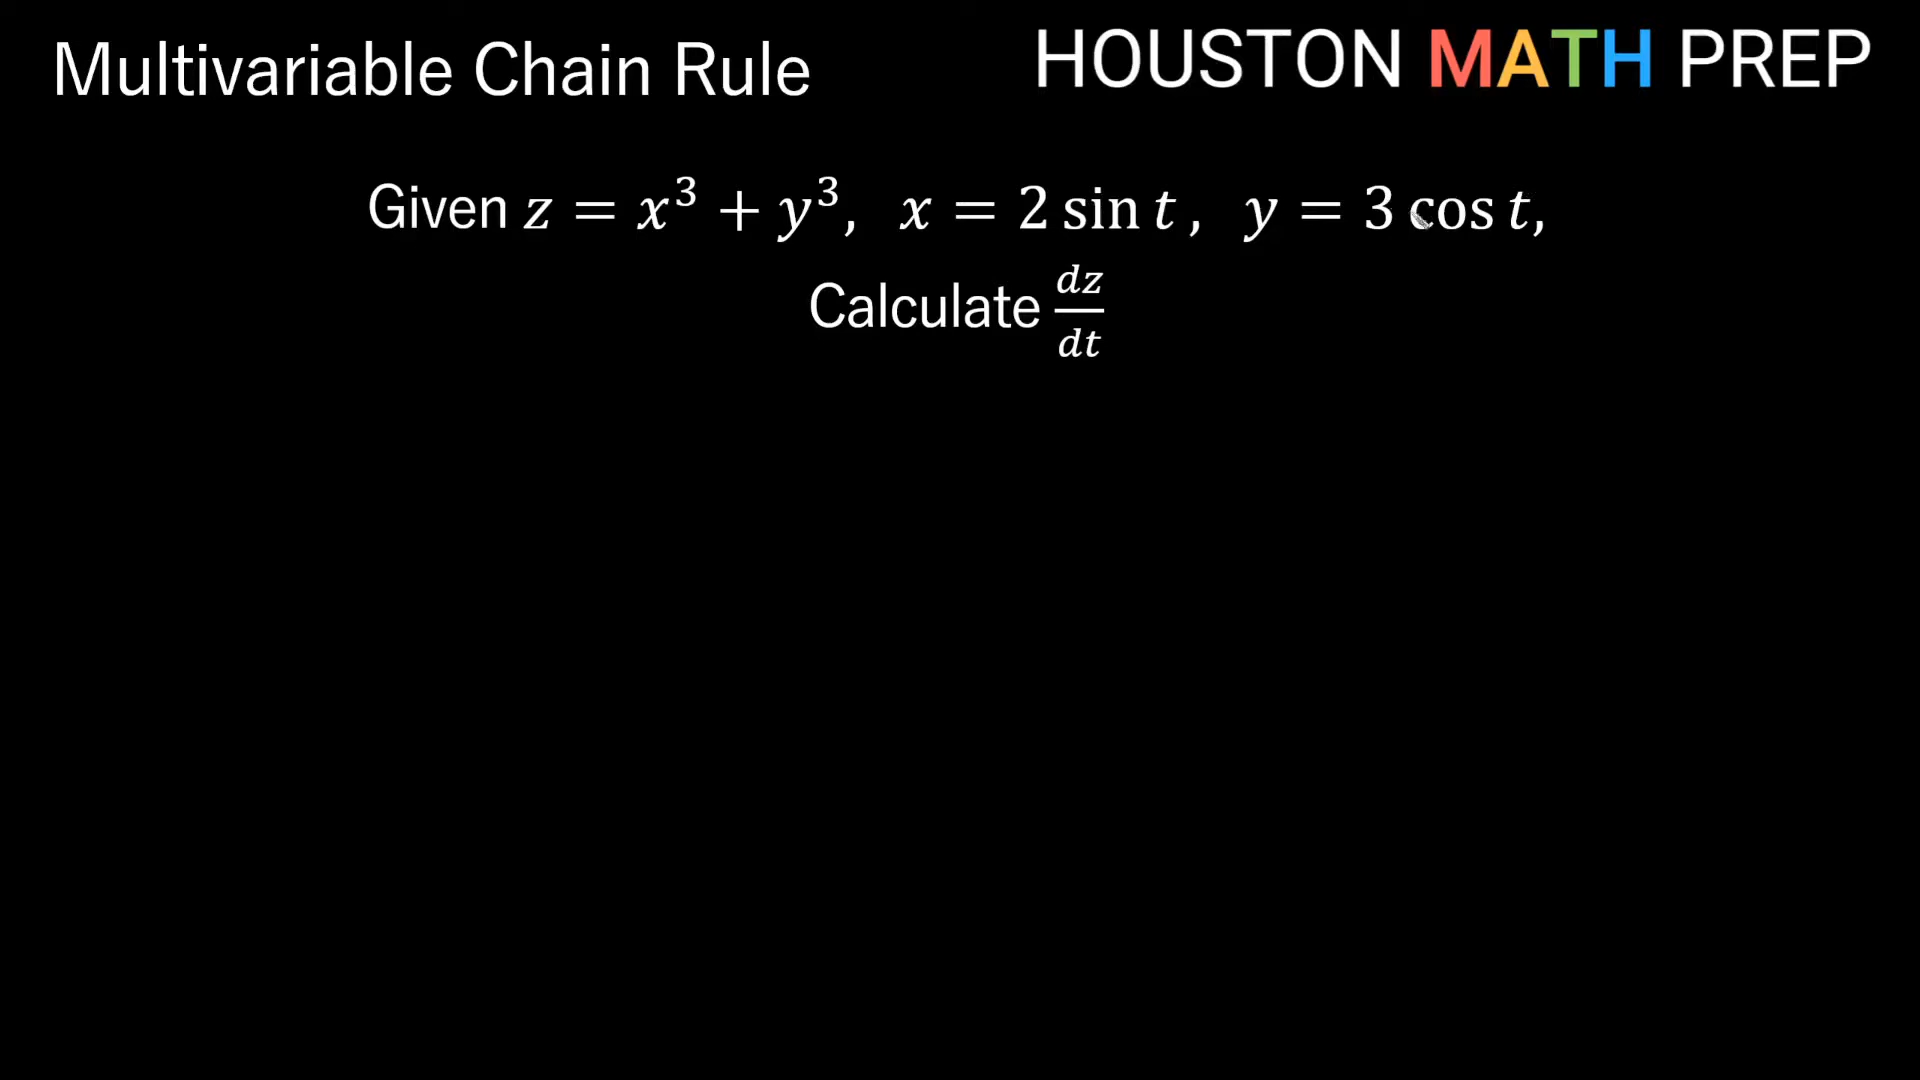 Multivariable Chain Rule
HOUSTON MATH PREP
Given z = x³ + y³, x = 2 sin t, y = 3 cos t,
Calculate dz/dt